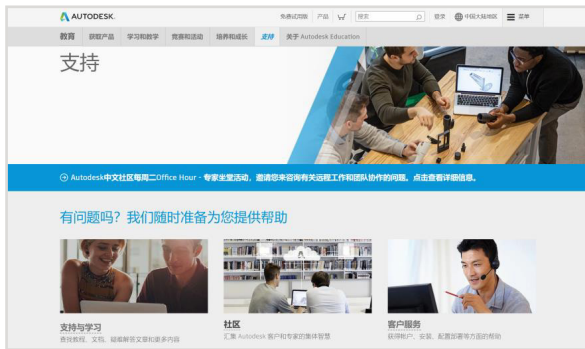 AUTODESK.
免费试用版 产品 搜索 登录 中国大陆地区 菜单
教育 获取产品 学习和教学 竞赛和活动 培养和成长 支持 关于 Autodesk Education
支持
Autodesk中文社区每周二Office Hour - 专家坐堂活动，邀请您来咨询有关远程工作和团队协作的问题。点击查看详细信息。
有问题吗？我们随时准备为您提供帮助
支持与学习
查找教程、文档、疑难解答文章和更多内容
社区
汇集 Autodesk 客户和专家的集体智慧
客户服务
获得帐户、安装、配置部署等方面的帮助